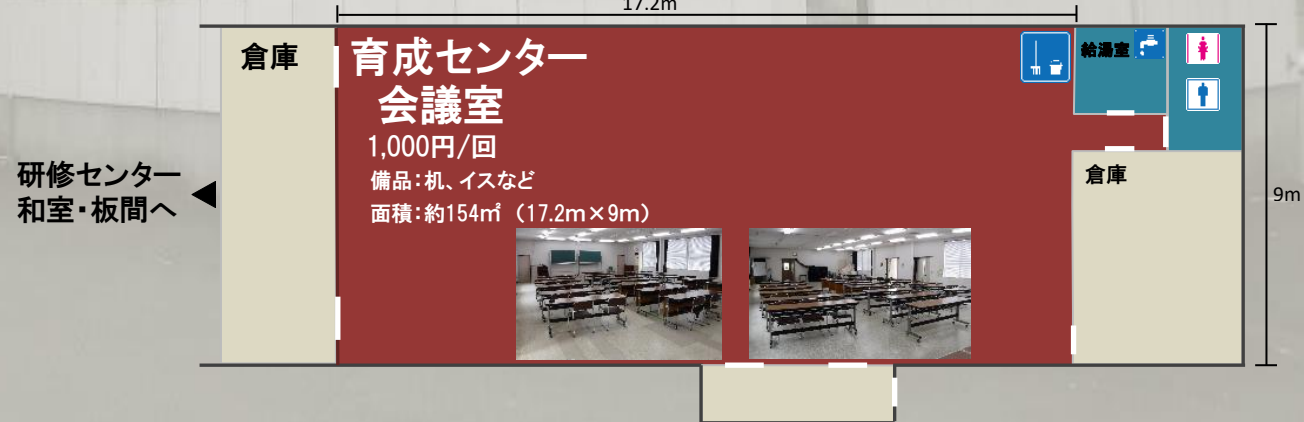 17.2m
倉庫
育成センター
会議室
1,000円/回
備品：机、イスなど
面積：約154㎡（17.2m×9m）
給湯室
倉庫
9m
研修センター
和室・板間へ